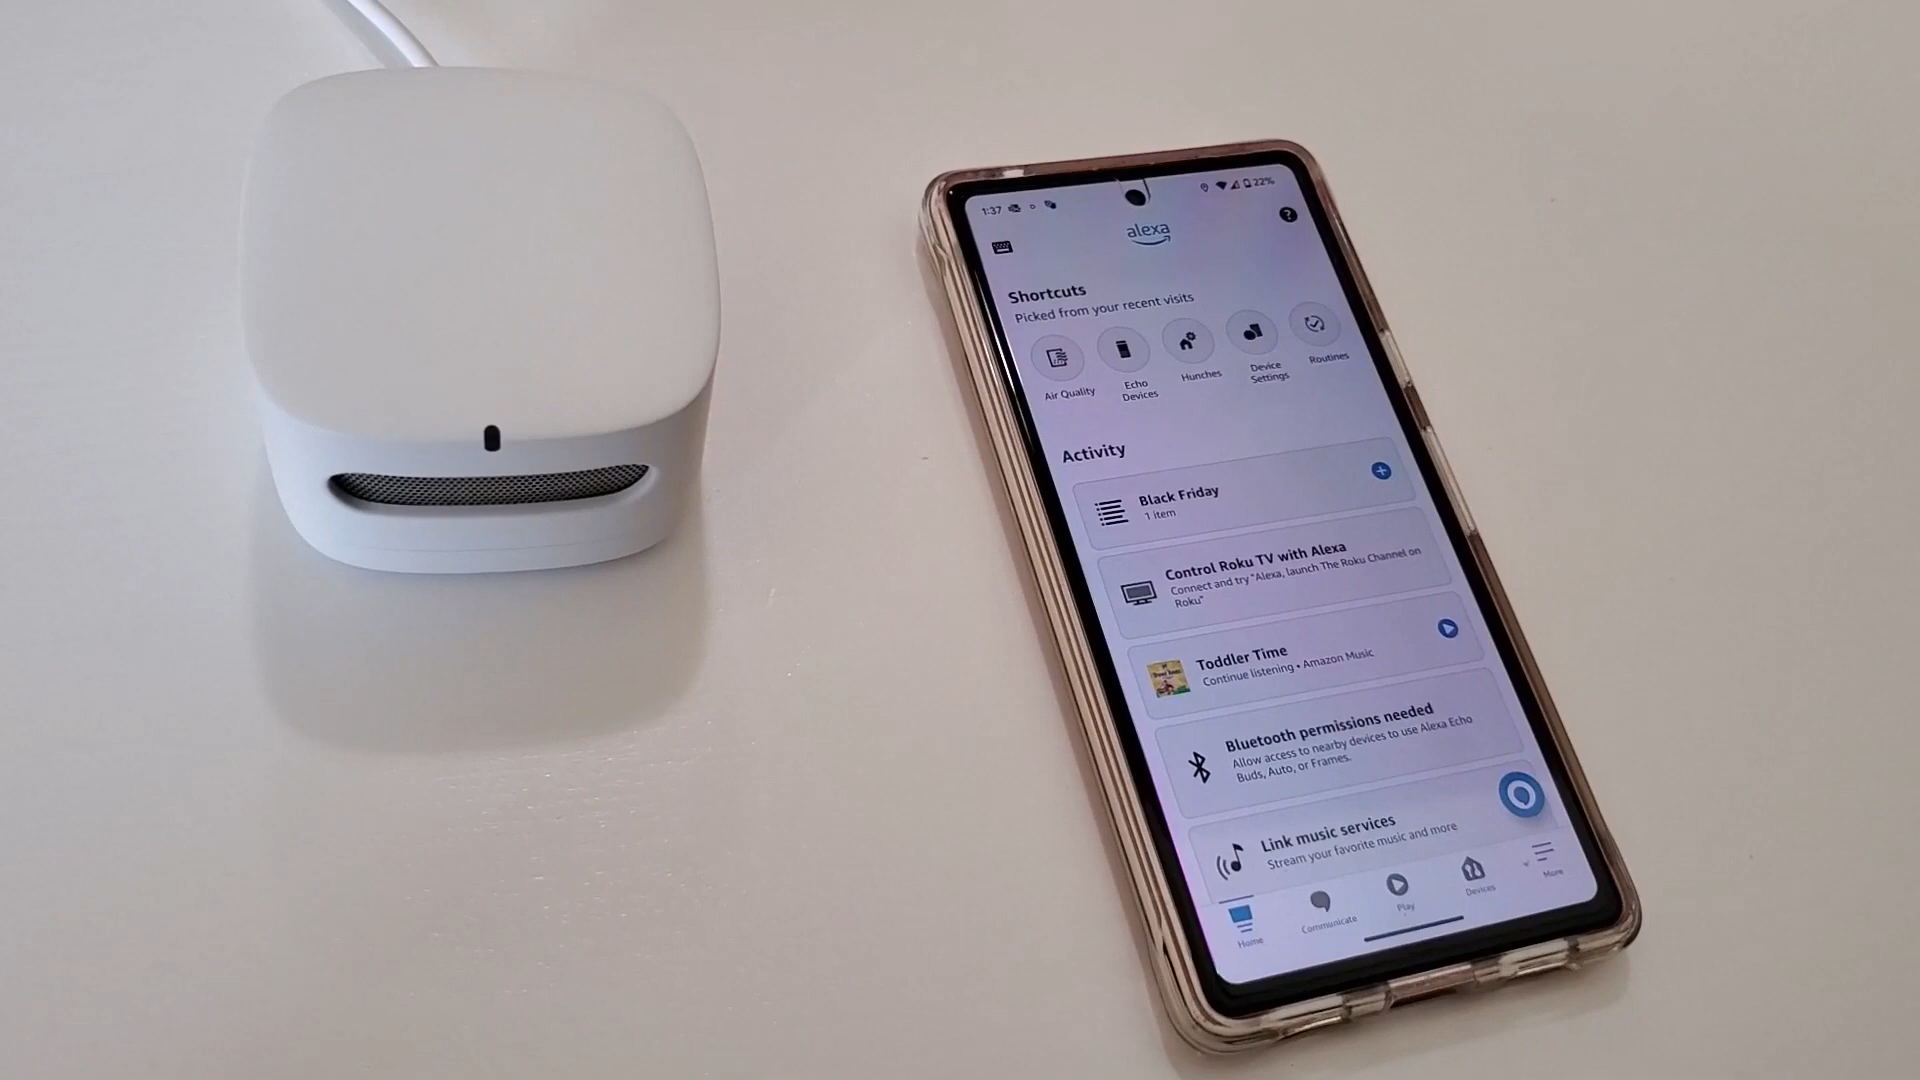 1:37
22%
alexa
Shortcuts
Picked from your recent visits
Air Quality
Echo
Devices
Hunches
Device
Settings
Routines
Activity
Black Friday
1 item
Control Roku TV with Alexa
Connect and try "Alexa, launch The Roku Channel on
Roku"
Toddler Time
Continue listening • Amazon Music
Bluetooth permissions needed
Allow access to nearby devices to use Alexa Echo
Buds, Auto, or Frames.
Link music services
Stream your favorite music and more
Home
Communicate
Play
Devices
More